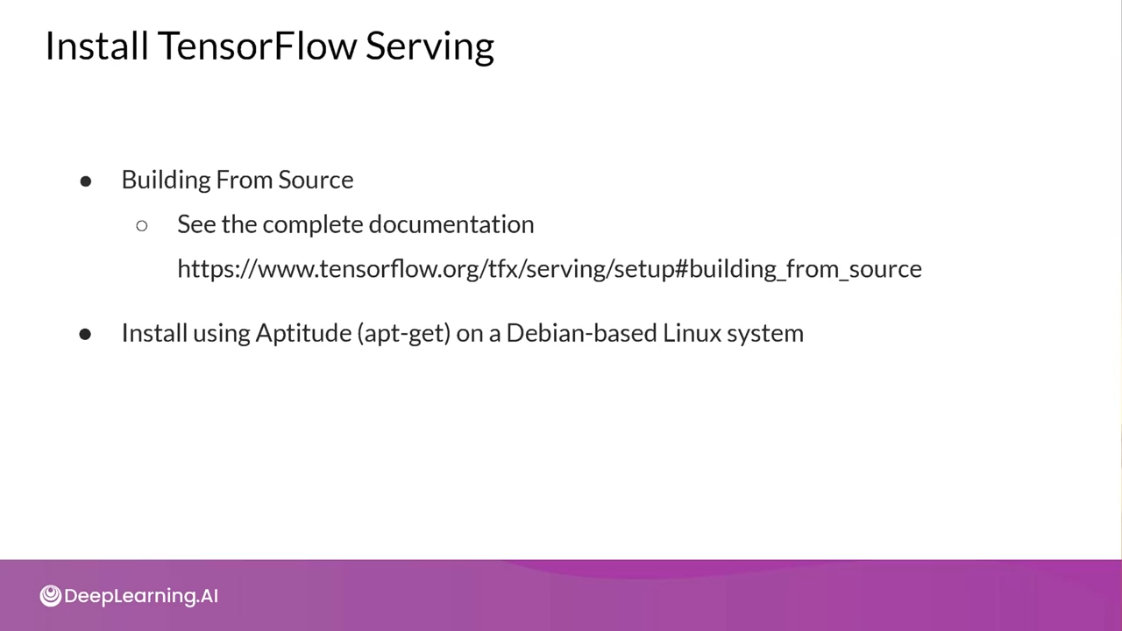 Install TensorFlow Serving
● Building From Source
○ See the complete documentation
https://www.tensorflow.org/tfx/serving/setup#building_from_source
● Install using Aptitude (apt-get) on a Debian-based Linux system
DeepLearning.AI